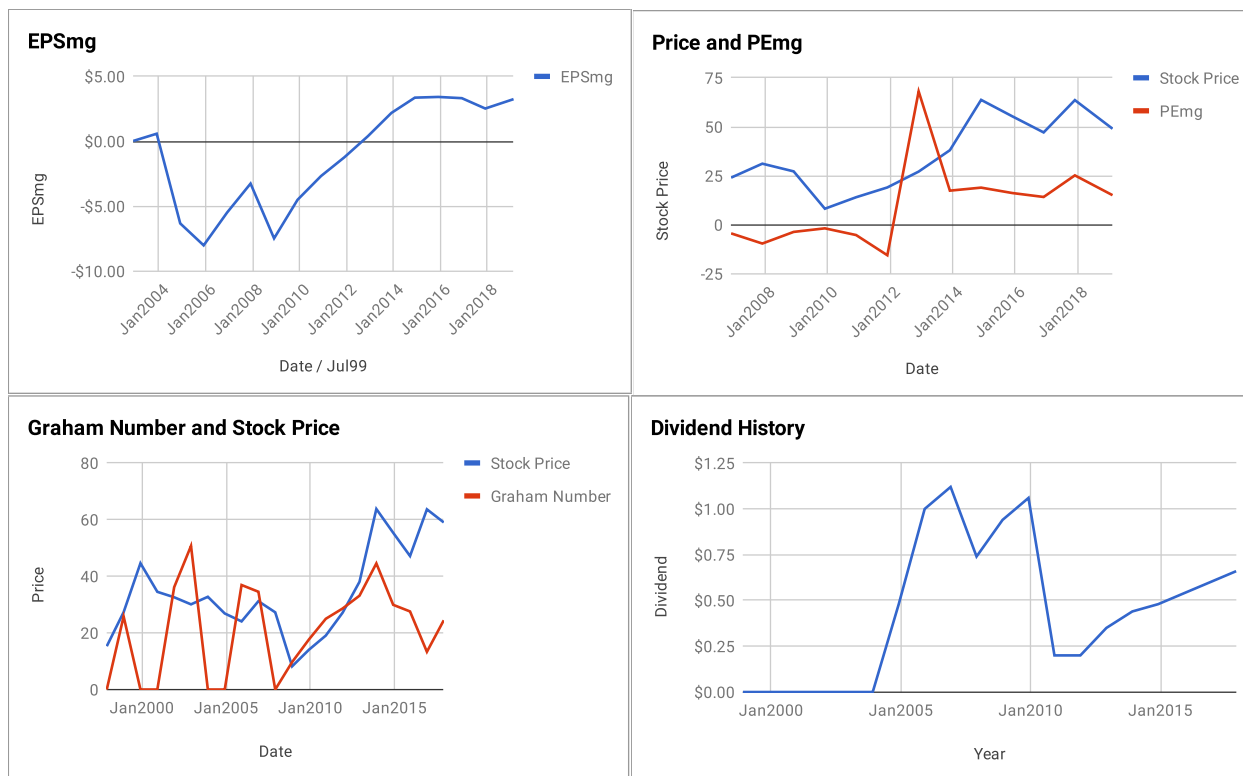 EPSmg
$5.00
$0.00
-$5.00
-$10.00
EPSmg
Jan2004
Jan2006
Jan2008
Jan2010
Jan2012
Jan2014
Jan2016
Jan2018
Date / Jul99
EPSmg
Price and PEmg
75
50
25
0
-25
Stock Price
Jan2008
Jan2010
Jan2012
Jan2014
Jan2016
Jan2018
Date
Stock Price
PEmg
Graham Number and Stock Price
80
60
40
20
0
Price
Jan2000
Jan2005
Jan2010
Jan2015
Date
Stock Price
Graham Number
Dividend History
$1.25
$1.00
$0.75
$0.50
$0.25
$0.00
Dividend
Jan2000
Jan2005
Jan2010
Jan2015
Year